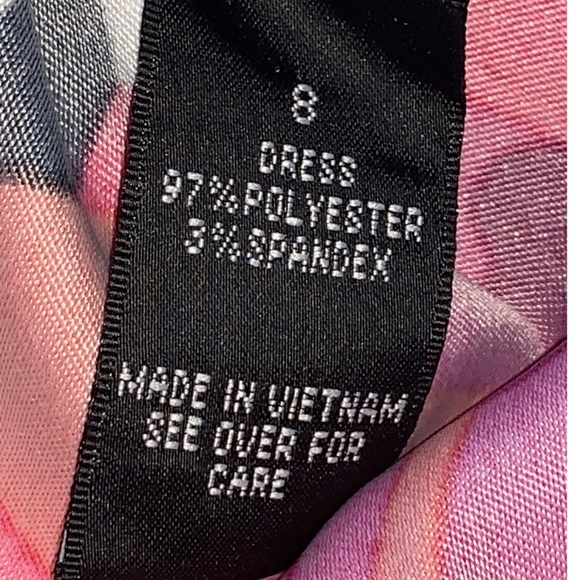 8
DRESS
97%POLYESTER
3%SPANDEX
MADE IN VIETNAM
SEE OVER FOR
CARE